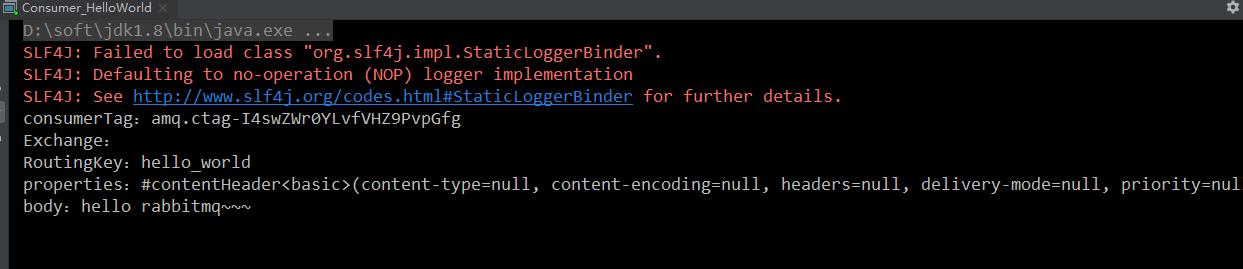 Consumer_HelloWorld
D:\soft\jdk1.8\bin\java.exe ...
SLF4J: Failed to load class "org.slf4j.impl.StaticLoggerBinder".
SLF4J: Defaulting to no-operation (NOP) logger implementation
SLF4J: See http://www.slf4j.org/codes.html#StaticLoggerBinder for further details.
consumerTag：amq.ctag-I4swZWr0YLvfVHZ9PvpGfg
Exchange：
RoutingKey：hello_world
properties：#contentHeader<basic>(content-type=null, content-encoding=null, headers=null, delivery-mode=null, priority=nul
body：hello rabbitmq~~~